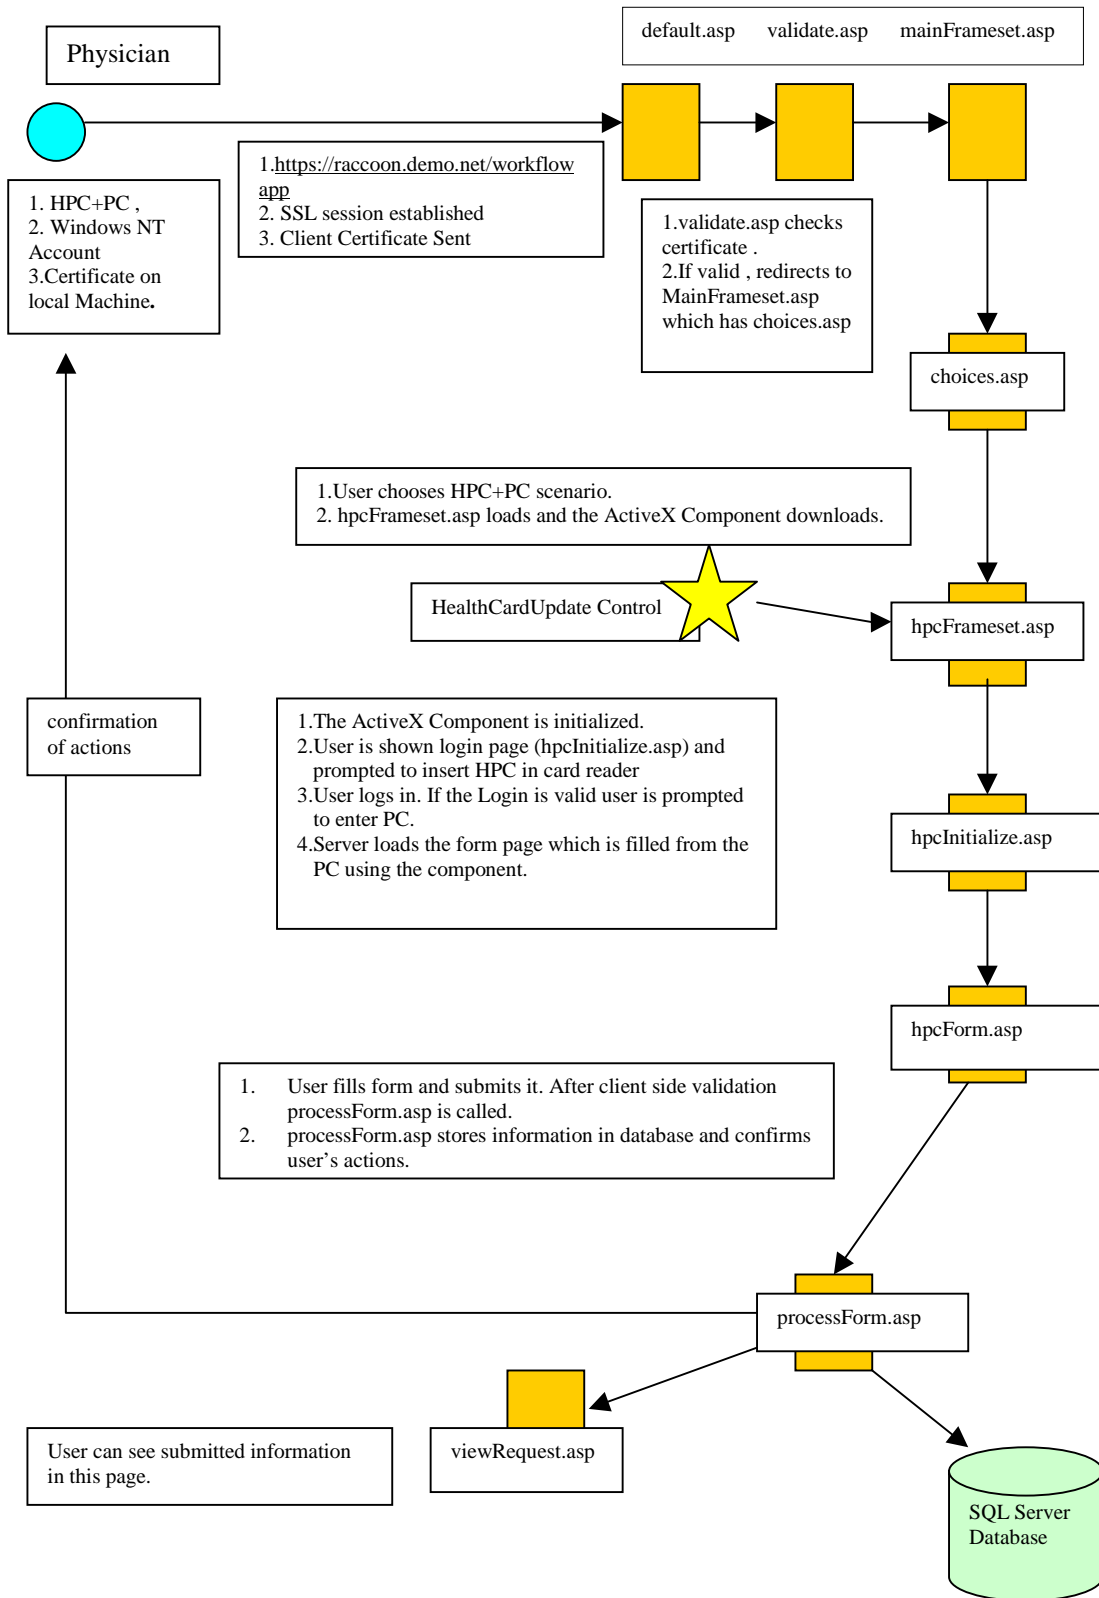 default.asp validate.asp mainFrameset.asp
Physician
1.https://raccoon.demo.net/workflow
app
2. SSL session established
3. Client Certificate Sent
1. HPC+PC ,
2. Windows NT
Account
3.Certificate on
local Machine.
1.validate.asp checks
certificate .
2.If valid , redirects to
MainFrameset.asp
which has choices.asp
choices.asp
1.User chooses HPC+PC scenario.
2. hpcFrameset.asp loads and the ActiveX Component downloads.
HealthCardUpdate Control
hpcFrameset.asp
confirmation
of actions
1.The ActiveX Component is initialized.
2.User is shown login page (hpcInitialize.asp) and
prompted to insert HPC in card reader
3.User logs in. If the Login is valid user is prompted
to enter PC.
4.Server loads the form page which is filled from the
PC using the component.
hpcInitialize.asp
hpcForm.asp
1. User fills form and submits it. After client side validation
processForm.asp is called.
2. processForm.asp stores information in database and confirms
user’s actions.
processForm.asp
User can see submitted information
in this page.
viewRequest.asp
SQL Server
Database